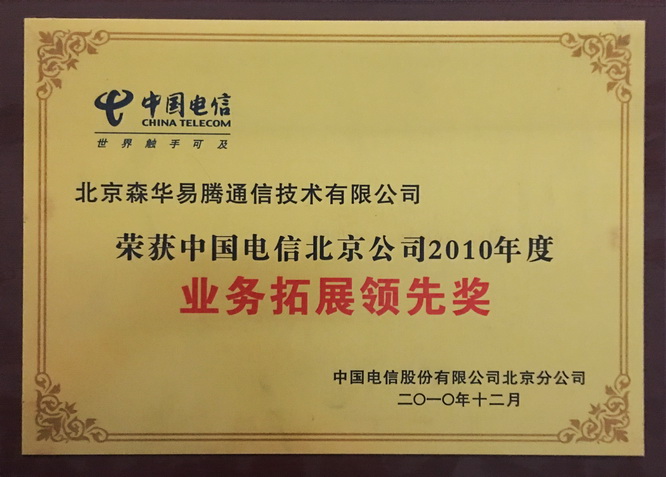 中国电信
CHINA TELECOM
世界触手可及
北京森华易腾通信技术有限公司
荣获中国电信北京公司2010年度
业务拓展领先奖
中国电信股份有限公司北京分公司
二〇一〇年十二月